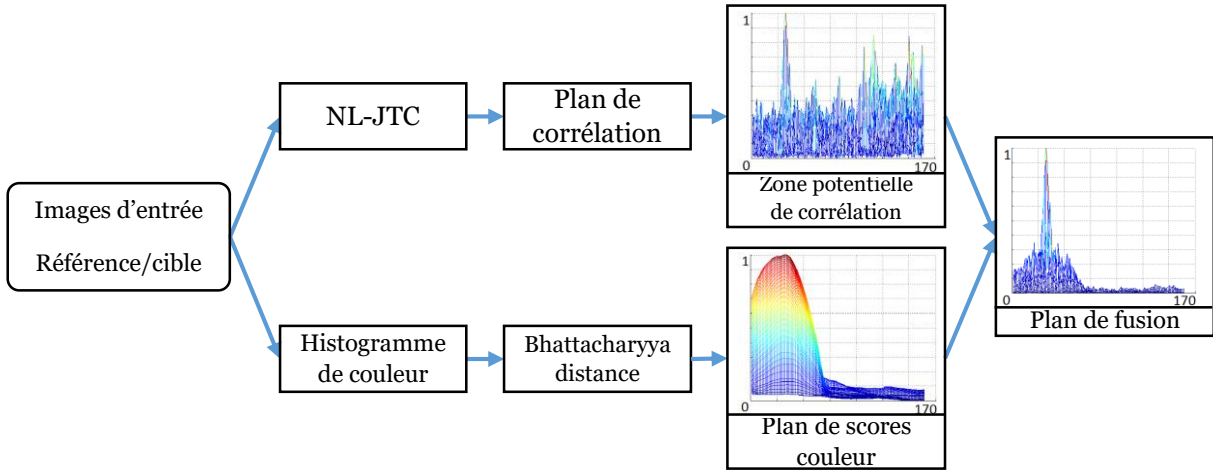 Images d'entrée
Référence/cible
NL-JTC
Plan de
corrélation
1
0
170
Zone potentielle
de corrélation
Histogramme
de couleur
Bhattacharyya
distance
1
0
170
Plan de scores
couleur
1
0
170
Plan de fusion